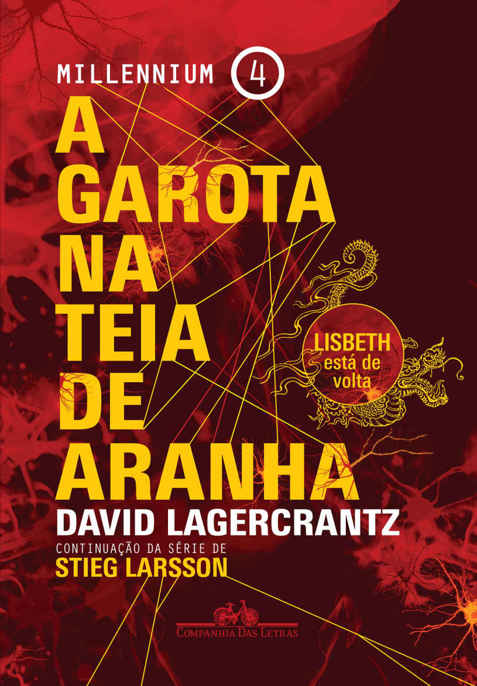 MILLENNIUM 4
A
GAROTA
NA
TEIA
DE
ARANHA
LISBETH
está de
volta
DAVID LAGERCRANTZ
CONTINUAÇÃO DA SÉRIE DE
STIEG LARSSON
COMPANHIA DAS LETRAS